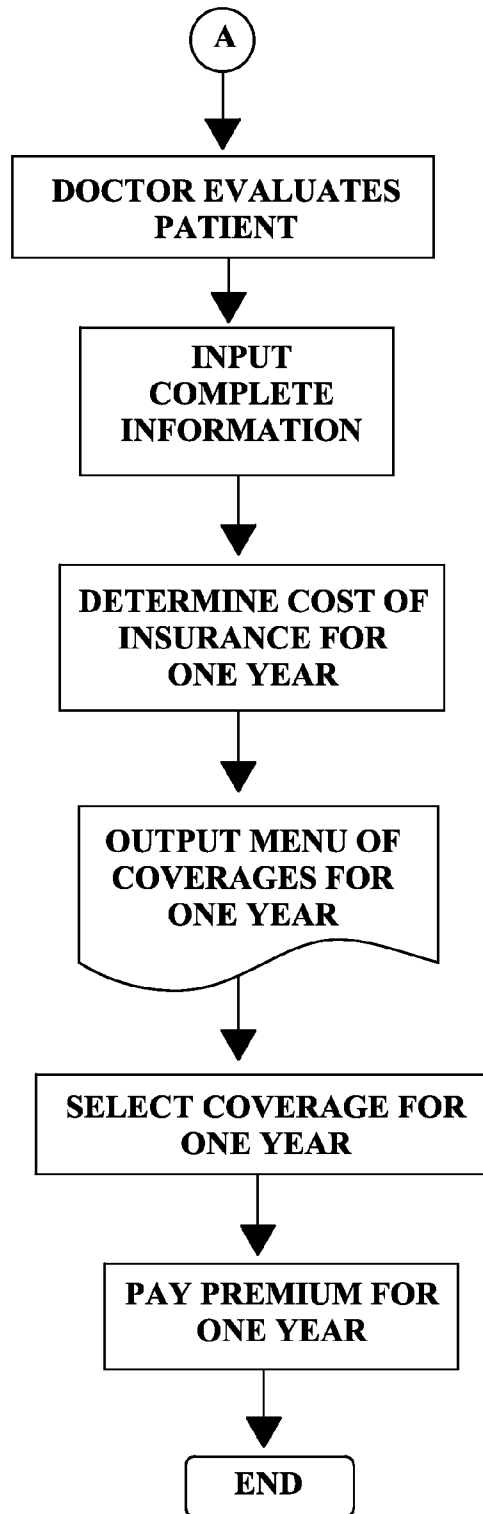 A
DOCTOR EVALUATES
PATIENT
INPUT
COMPLETE
INFORMATION
DETERMINE COST OF
INSURANCE FOR
ONE YEAR
OUTPUT MENU OF
COVERAGES FOR
ONE YEAR
SELECT COVERAGE FOR
ONE YEAR
PAY PREMIUM FOR
ONE YEAR
END